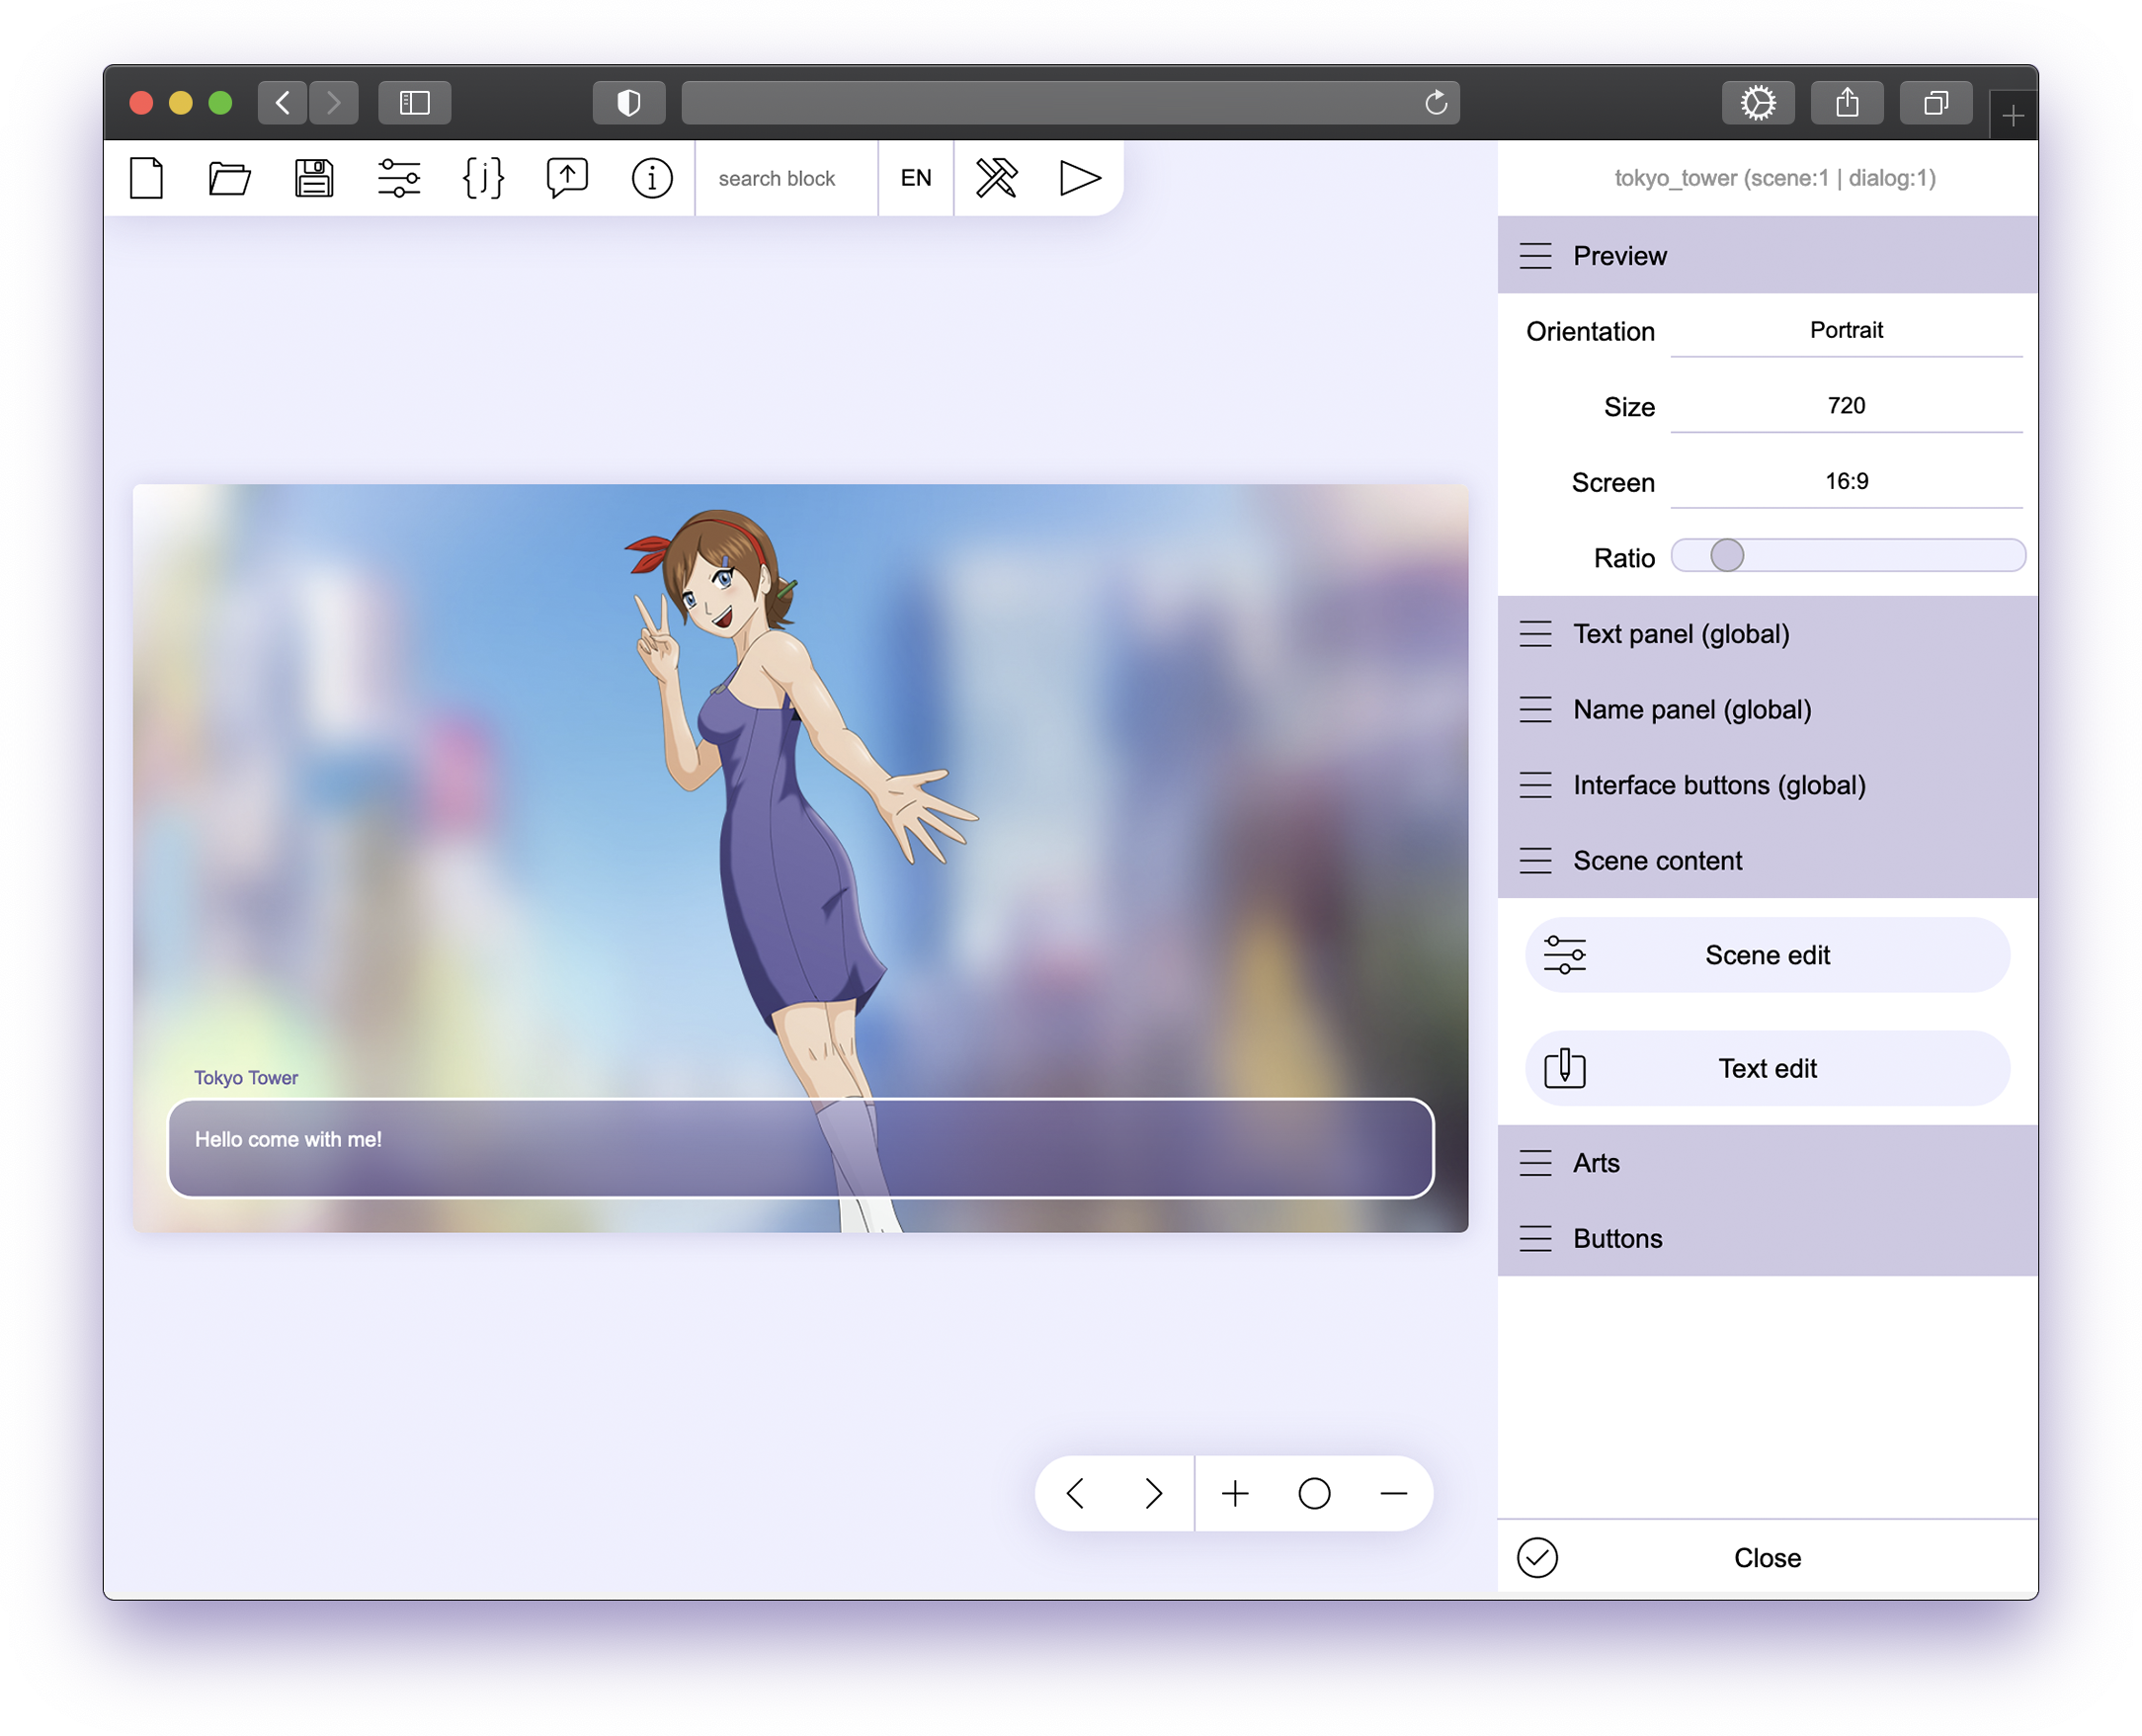 {j}
search block
EN
tokyo_tower (scene:1 | dialog:1)
Preview
Orientation Portrait
Size 720
Screen 16:9
Ratio
Text panel (global)
Name panel (global)
Interface buttons (global)
Scene content
Scene edit
Text edit
Arts
Buttons
Close
Tokyo Tower
Hello come with me!